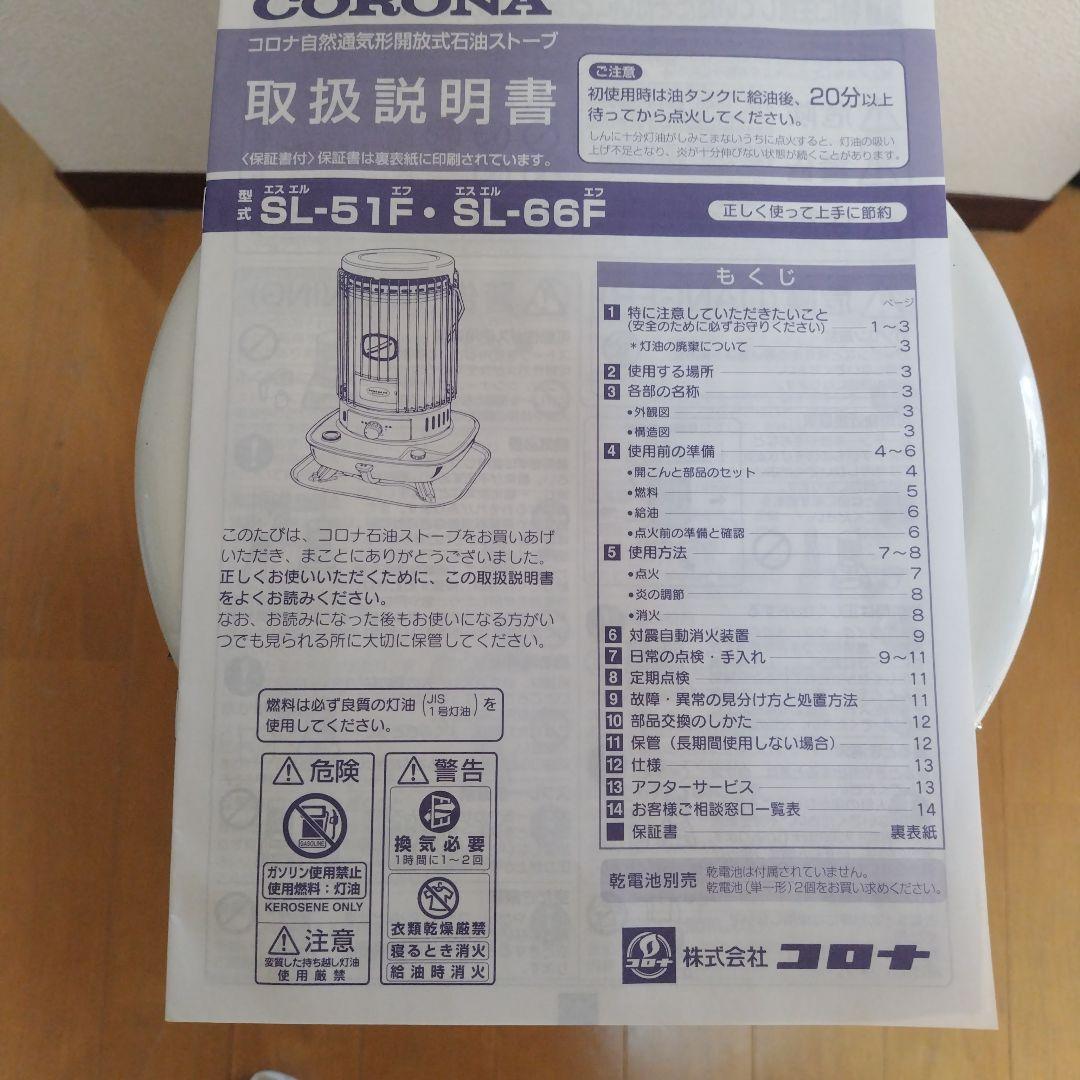 CORONA
コロナ自然通気形開放式石油ストーブ
取扱説明書
〈保証書付〉保証書は裏表紙に印刷されています。
ご注意
初使用時は油タンクに給油後、20分以上
待ってから点火してください。
しんに十分灯油がしみこまないうちに点火すると、灯油の吸い
上げ不足となり、炎が十分伸びない状態が続くことがあります。
型式 エス エル エフ エス エル エフ
SL-51F・SL-66F
正しく使って上手に節約
もくじ
ページ
1 特に注意していただきたいこと
(安全のために必ずお守りください) 1～3
＊灯油の廃棄について 3
2 使用する場所 3
3 各部の名称 3
●外観図 3
●構造図 3
4 使用前の準備 4～6
●開こんと部品のセット 4
●燃料 5
●給油 6
●点火前の準備と確認 6
5 使用方法 7～8
●点火 7
●炎の調節 8
●消火 8
6 対震自動消火装置 9
7 日常の点検・手入れ 9～11
8 定期点検 11
9 故障・異常の見分け方と処置方法 11
10 部品交換のしかた 12
11 保管（長期間使用しない場合） 12
12 仕様 13
13 アフターサービス 13
14 お客様ご相談窓口一覧表 14
■ 保証書 裏表紙
このたびは、コロナ石油ストーブをお買いあげ
いただき、まことにありがとうございました。
正しくお使いいただくために、この取扱説明書
をよくお読みください。
なお、お読みになった後もお使いになる方がい
つでも見られる所に大切に保管してください。
燃料は必ず良質の灯油（JIS 1号灯油）を
使用してください。
危険
GASOLINE
ガソリン使用禁止
使用燃料：灯油
KEROSENE ONLY
注意
変質した持ち越し灯油
使用厳禁
警告
換気必要
1時間に1～2回
衣類乾燥厳禁
寝るとき消火
給油時消火
乾電池別売
乾電池は付属されていません。
乾電池（単一形）2個をお買い求めください。
コロナ
株式会社 コロナ